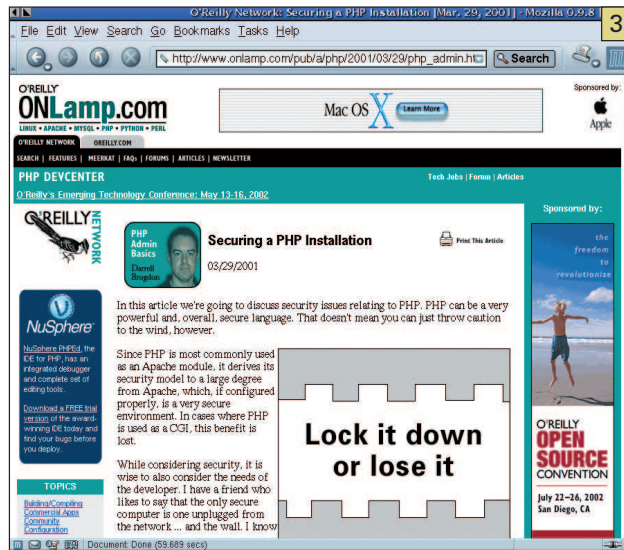 O'Reilly Network: Securing a PHP Installation [Mar. 29, 2001] - Mozilla 0.9.8
3
File Edit View Search Go Bookmarks Tasks Help
http://www.onlamp.com/pub/a/php/2001/03/29/php_admin.ht
Search
O'REILLY
ONLamp.com
LINUX • APACHE • MYSQL • PHP • PYTHON • PERL
Mac OS X
Learn More
Sponsored by:
Apple
O'REILLY NETWORK
OREILLY.COM
SEARCH | FEATURES | MEERKAT | FAQs | FORUMS | ARTICLES | NEWSLETTER
PHP DEVCENTER
Tech Jobs | Forum | Articles
O'Reilly's Emerging Technology Conference: May 13-16, 2002
O'REILLY
NETWORK
PHP
Admin
Basics
Darrell
Brogdon
Securing a PHP Installation
Print This Article
03/29/2001
In this article we're going to discuss security issues relating to PHP. PHP can be a very
powerful and, overall, secure language. That doesn't mean you can just throw caution
to the wind, however.
Since PHP is most commonly used
as an Apache module, it derives its
security model to a large degree
from Apache, which, if configured
properly, is a very secure
environment. In cases where PHP
is used as a CGI, this benefit is
lost.
While considering security, it is
wise to also consider the needs of
the developer. I have a friend who
likes to say that the only secure
computer is one unplugged from
the network ... and the wall. I know
Lock it down
or lose it
NuSphere
NuSphere PHPEd, the
IDE for PHP, has an
integrated debugger
and complete set of
editing tools.
Download a FREE trial
version of the award-
winning IDE today and
find your bugs before
you deploy.
TOPICS
Building/Compiling
Commercial Apps
Community
Configuration
Sponsored by:
the
freedom
to
revolutionize
O'REILLY
OPEN
SOURCE
CONVENTION
July 22–26, 2002
San Diego, CA
Document: Done (59.689 secs)